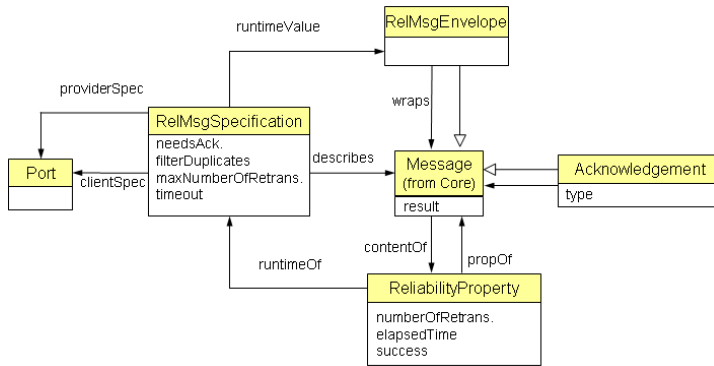 RelMsgEnvelope
runtimeValue
providerSpec
wraps
RelMsgSpecification
needsAck.
filterDuplicates
maxNumberOfRetrans.
timeout
describes
Port
clientSpec
Message
(from Core)
result
Acknowledgement
type
contentOf
propOf
runtimeOf
ReliabilityProperty
numberOfRetrans.
elapsedTime
success